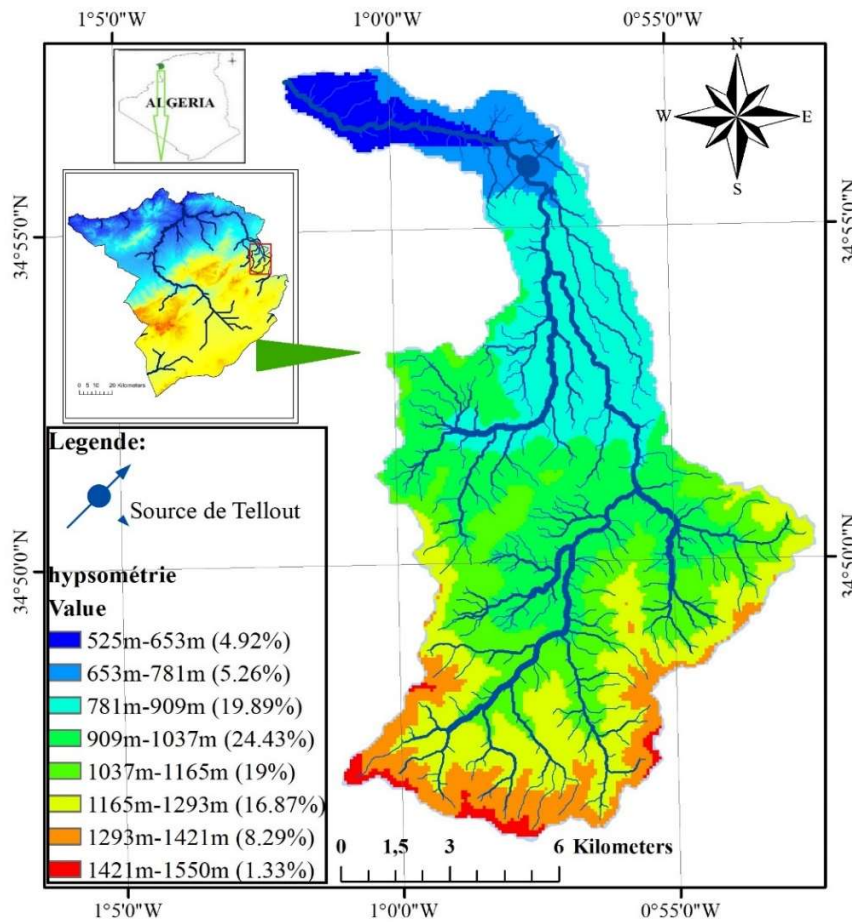 1°5'0"W
1°0'0"W
0°55'0"W
N
W
E
S
ALGERIA
34°55'0"N
34°55'0"N
0 5 10 20 Kilometers
Legende:
Source de Tellout
34°50'0"N
34°50'0"N
hypsométrie
Value
525m-653m (4.92%)
653m-781m (5.26%)
781m-909m (19.89%)
909m-1037m (24.43%)
1037m-1165m (19%)
1165m-1293m (16.87%)
1293m-1421m (8.29%)
1421m-1550m (1.33%)
0 1,5 3 6 Kilometers
1°5'0"W
1°0'0"W
0°55'0"W